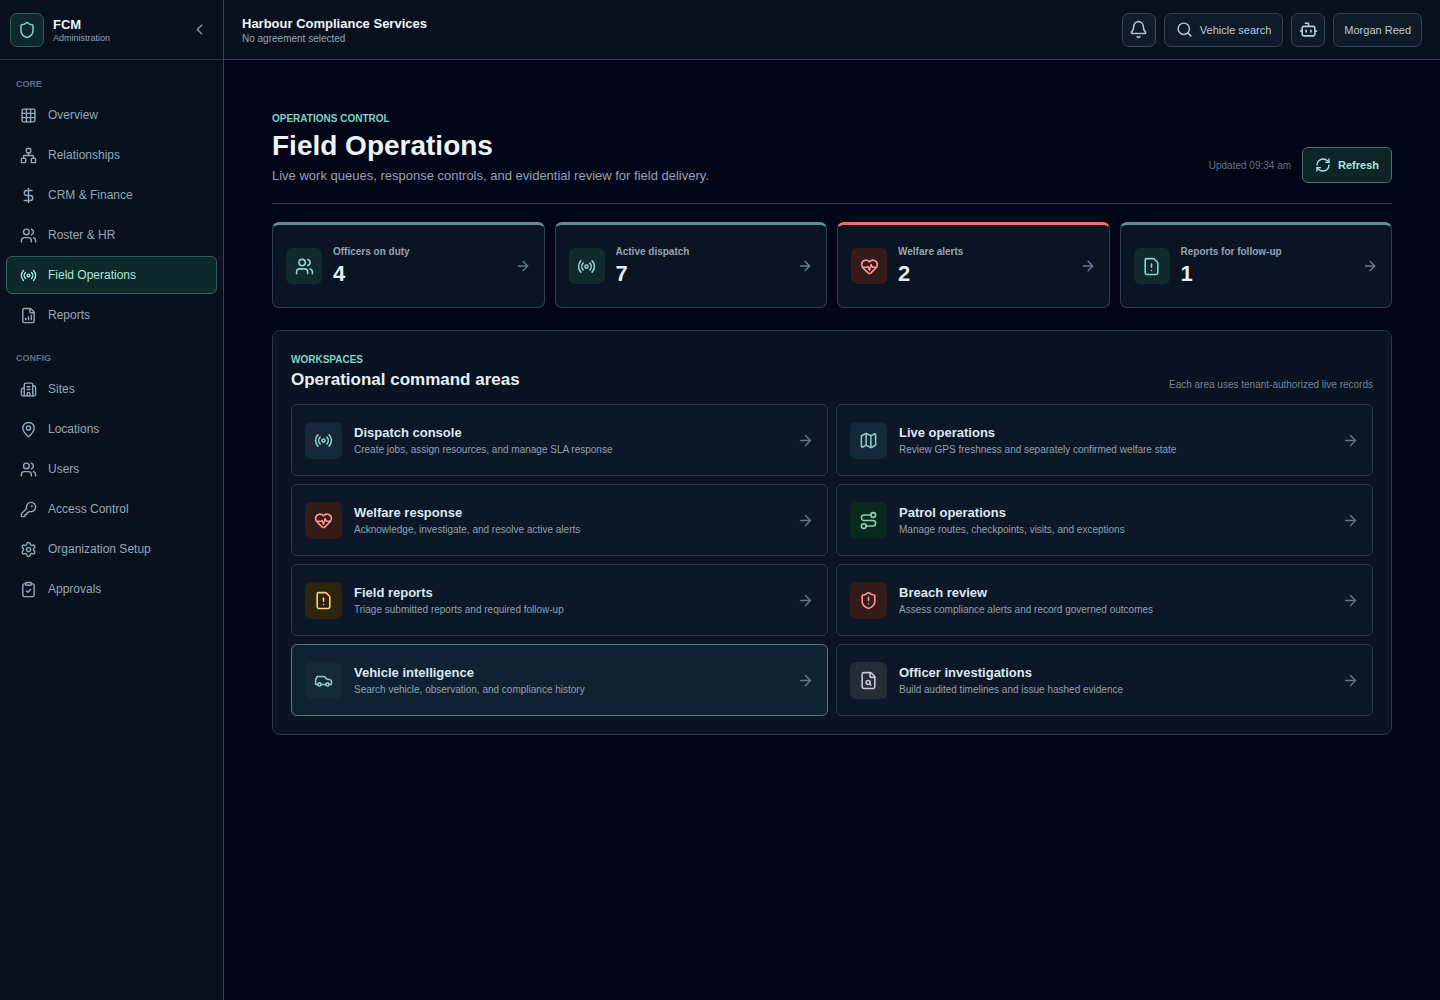 FCM
Administration
Harbour Compliance Services
No agreement selected
Vehicle search
Morgan Reed
CORE
Overview
Relationships
CRM & Finance
Roster & HR
Field Operations
Reports
CONFIG
Sites
Locations
Users
Access Control
Organization Setup
Approvals
OPERATIONS CONTROL
Field Operations
Live work queues, response controls, and evidential review for field delivery.
Updated 09:34 am
Refresh
Officers on duty
4
Active dispatch
7
Welfare alerts
2
Reports for follow-up
1
WORKSPACES
Operational command areas
Each area uses tenant-authorized live records
Dispatch console
Create jobs, assign resources, and manage SLA response
Live operations
Review GPS freshness and separately confirmed welfare state
Welfare response
Acknowledge, investigate, and resolve active alerts
Patrol operations
Manage routes, checkpoints, visits, and exceptions
Field reports
Triage submitted reports and required follow-up
Breach review
Assess compliance alerts and record governed outcomes
Vehicle intelligence
Search vehicle, observation, and compliance history
Officer investigations
Build audited timelines and issue hashed evidence